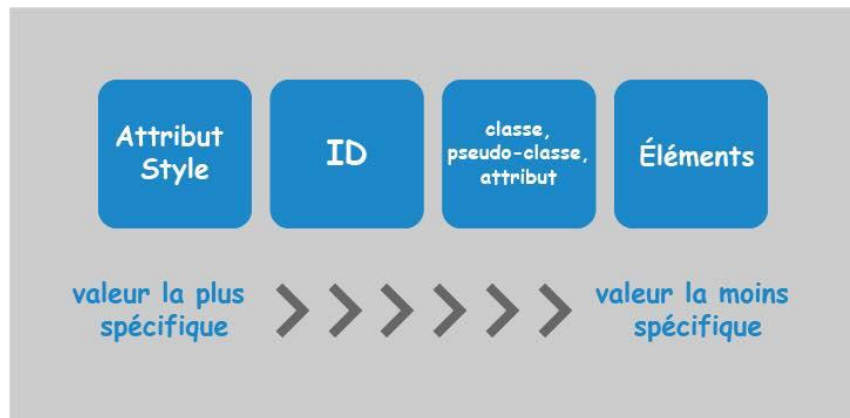 Attribut
Style
ID
classe,
pseudo-classe,
attribut
Éléments
valeur la plus
spécifique
valeur la moins
spécifique